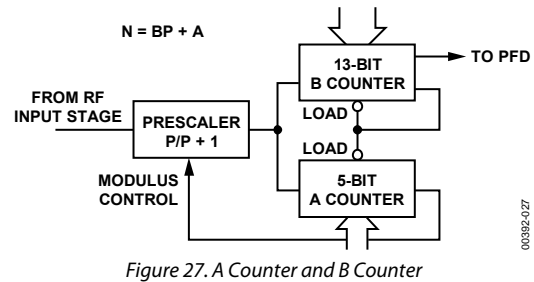 N = BP + A
13-BIT
B COUNTER
TO PFD
FROM RF
INPUT STAGE
PRESCALER
P/P + 1
LOAD
LOAD
MODULUS
CONTROL
5-BIT
A COUNTER
00392-027
Figure 27. A Counter and B Counter